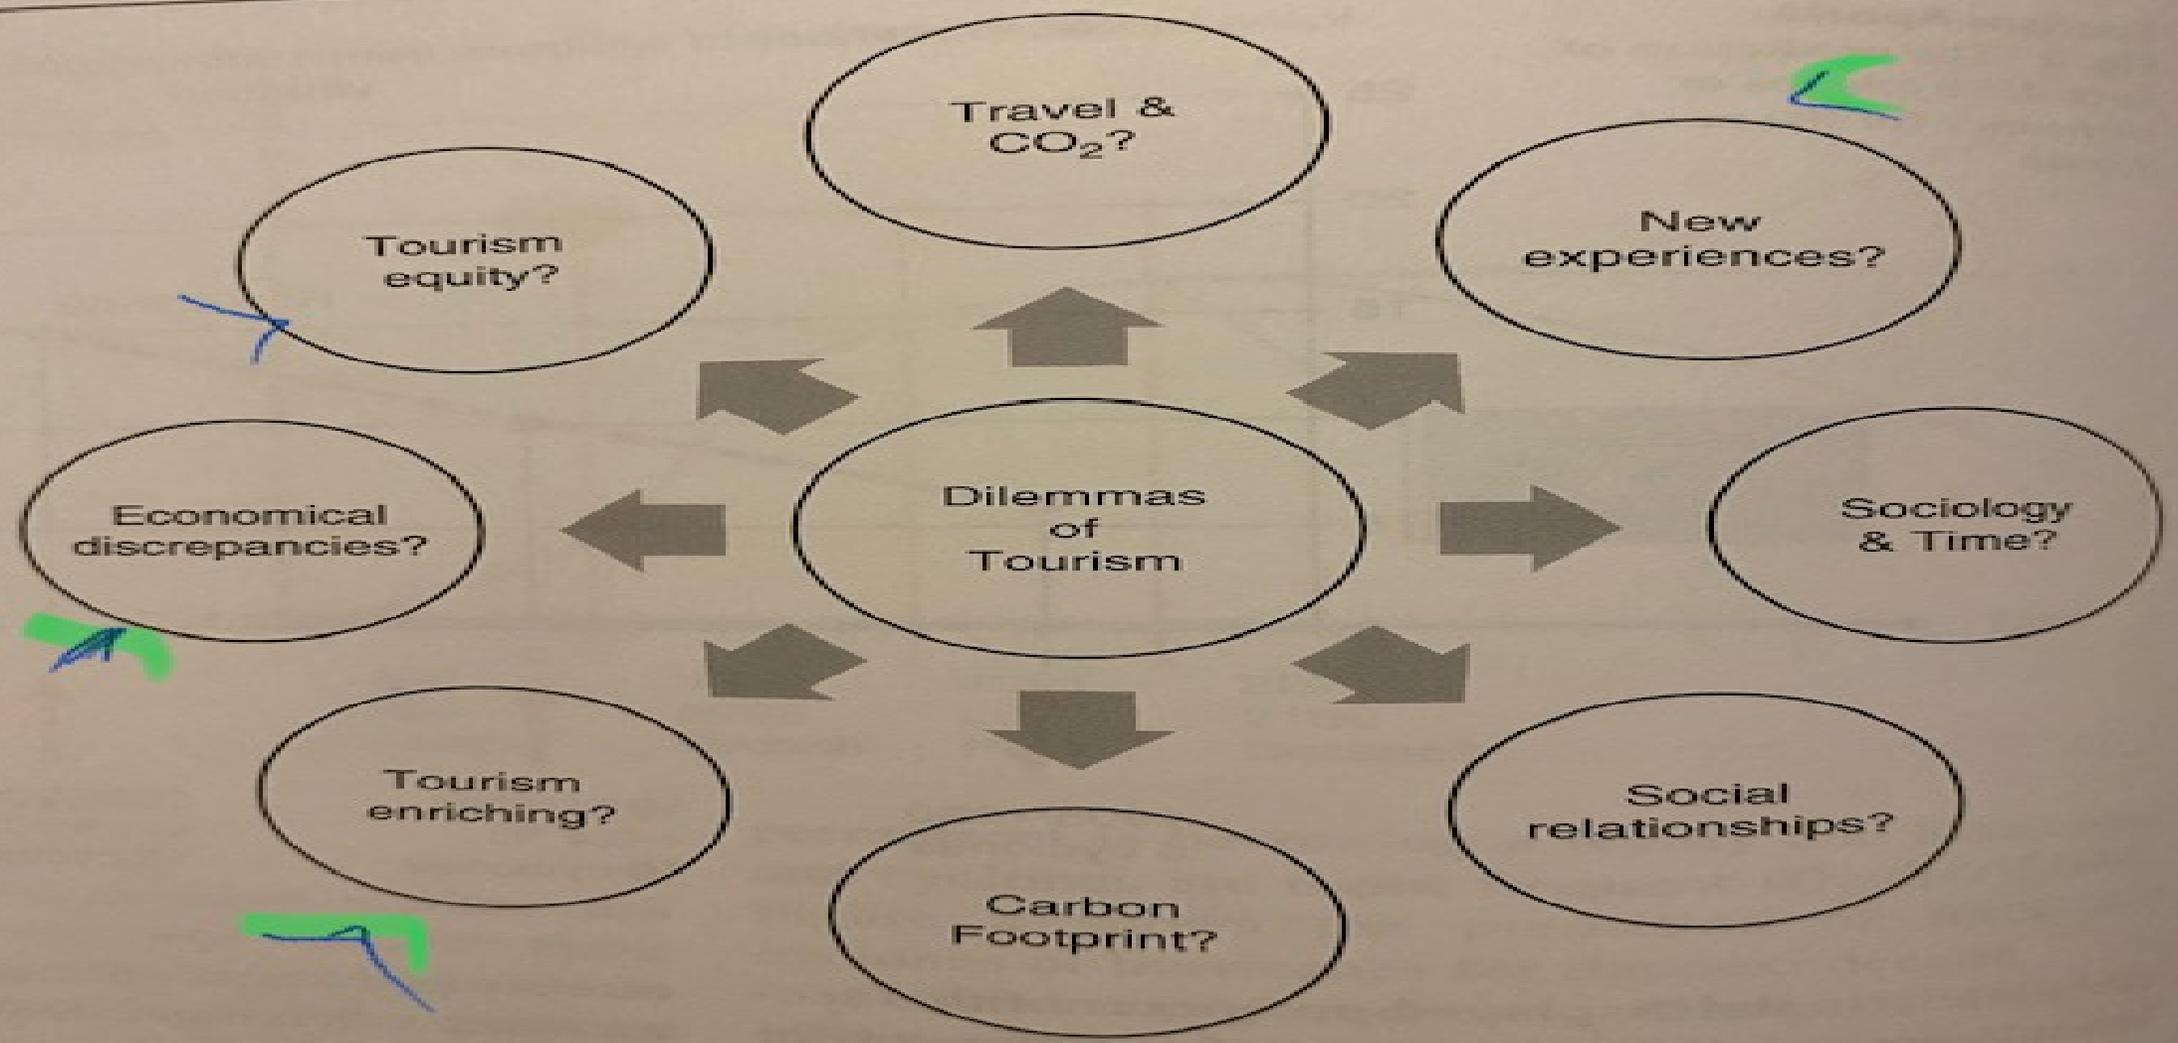 Travel &
CO₂?
New
experiences?
Tourism
equity?
Dilemmas
of
Tourism
Sociology
& Time?
Economical
discrepancies?
Social
relationships?
Tourism
enriching?
Carbon
Footprint?